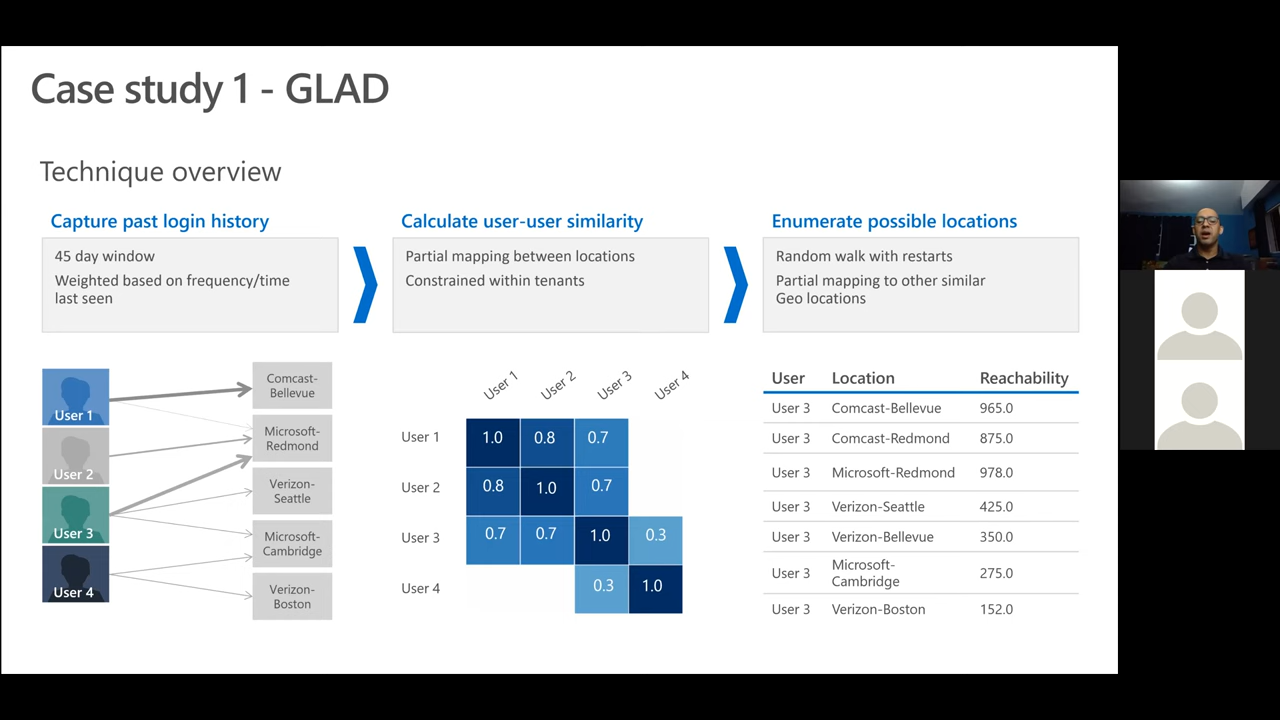 Case study 1 - GLAD
Technique overview
Capture past login history
45 day window
Weighted based on frequency/time
last seen
Calculate user-user similarity
Partial mapping between locations
Constrained within tenants
Enumerate possible locations
Random walk with restarts
Partial mapping to other similar
Geo locations
User 1
User 2
User 3
User 4
Comcast-
Bellevue
Microsoft-
Redmond
Verizon-
Seattle
Microsoft-
Cambridge
Verizon-
Boston
User 1 User 2 User 3 User 4
User 1 1.0 0.8 0.7
User 2 0.8 1.0 0.7
User 3 0.7 0.7 1.0 0.3
User 4 0.3 1.0
User Location Reachability
User 3 Comcast-Bellevue 965.0
User 3 Comcast-Redmond 875.0
User 3 Microsoft-Redmond 978.0
User 3 Verizon-Seattle 425.0
User 3 Verizon-Bellevue 350.0
User 3 Microsoft-
Cambridge 275.0
User 3 Verizon-Boston 152.0